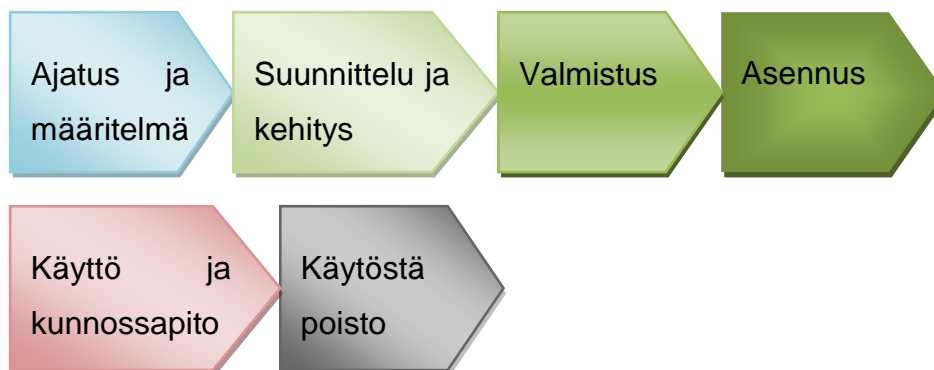 Ajatus ja
määritelmä
Suunnittelu ja
kehitys
Valmistus
Asennus
Käyttö ja
kunnossapito
Käytöstä
poisto